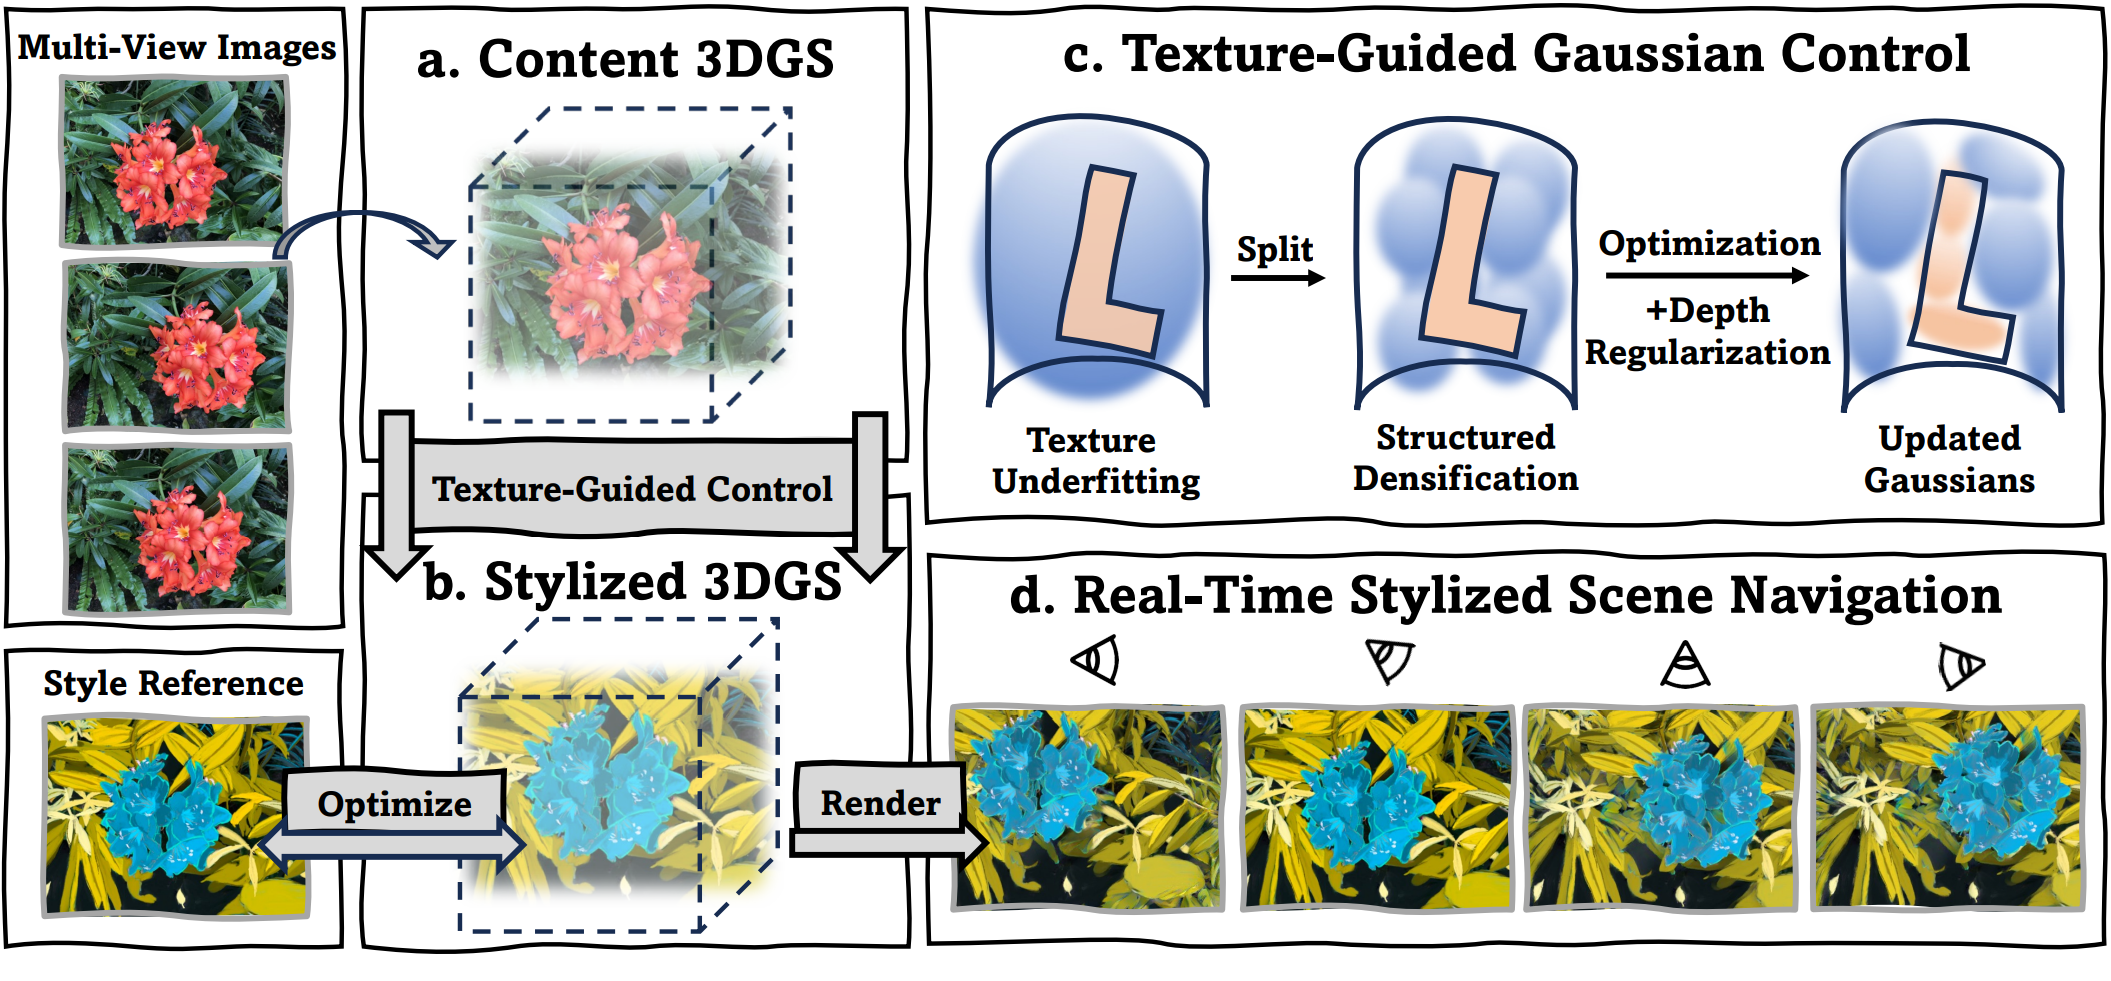 Multi-View Images
a. Content 3DGS
Texture-Guided Control
b. Stylized 3DGS
Style Reference
Optimize
Render
c. Texture-Guided Gaussian Control
Split
Optimization
+Depth
Regularization
Texture
Underfitting
Structured
Densification
Updated
Gaussians
d. Real-Time Stylized Scene Navigation